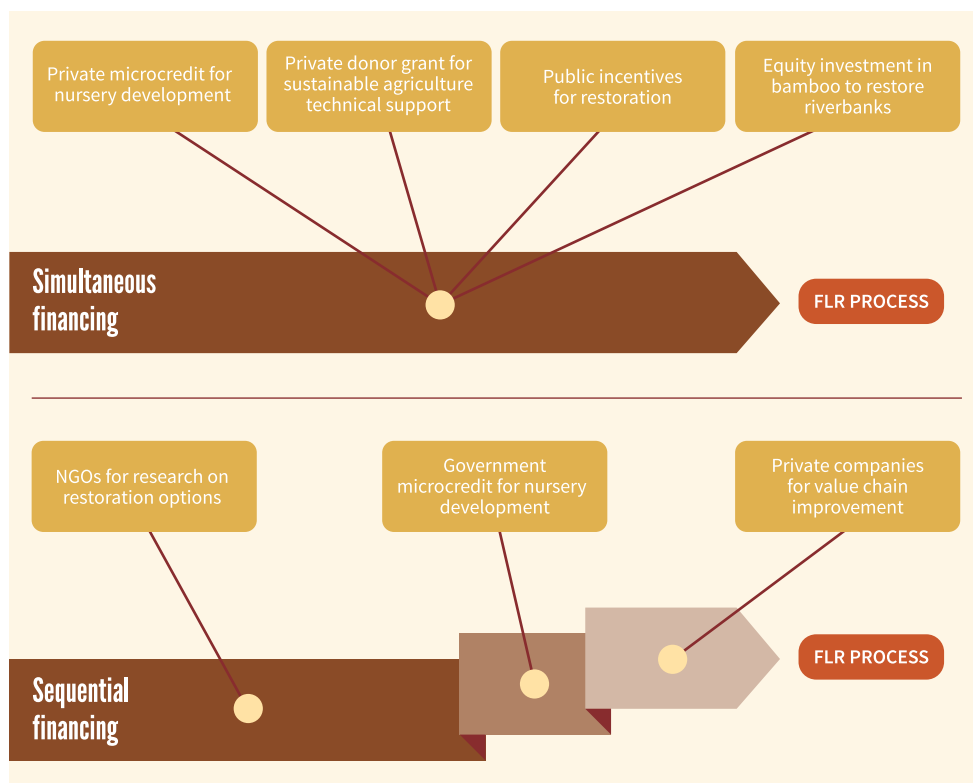 Private microcredit for
nursery development
Private donor grant for
sustainable agriculture
technical support
Public incentives
for restoration
Equity investment in
bamboo to restore
riverbanks
Simultaneous
financing
FLR PROCESS
NGOs for research on
restoration options
Government
microcredit for nursery
development
Private companies
for value chain
improvement
Sequential
financing
FLR PROCESS